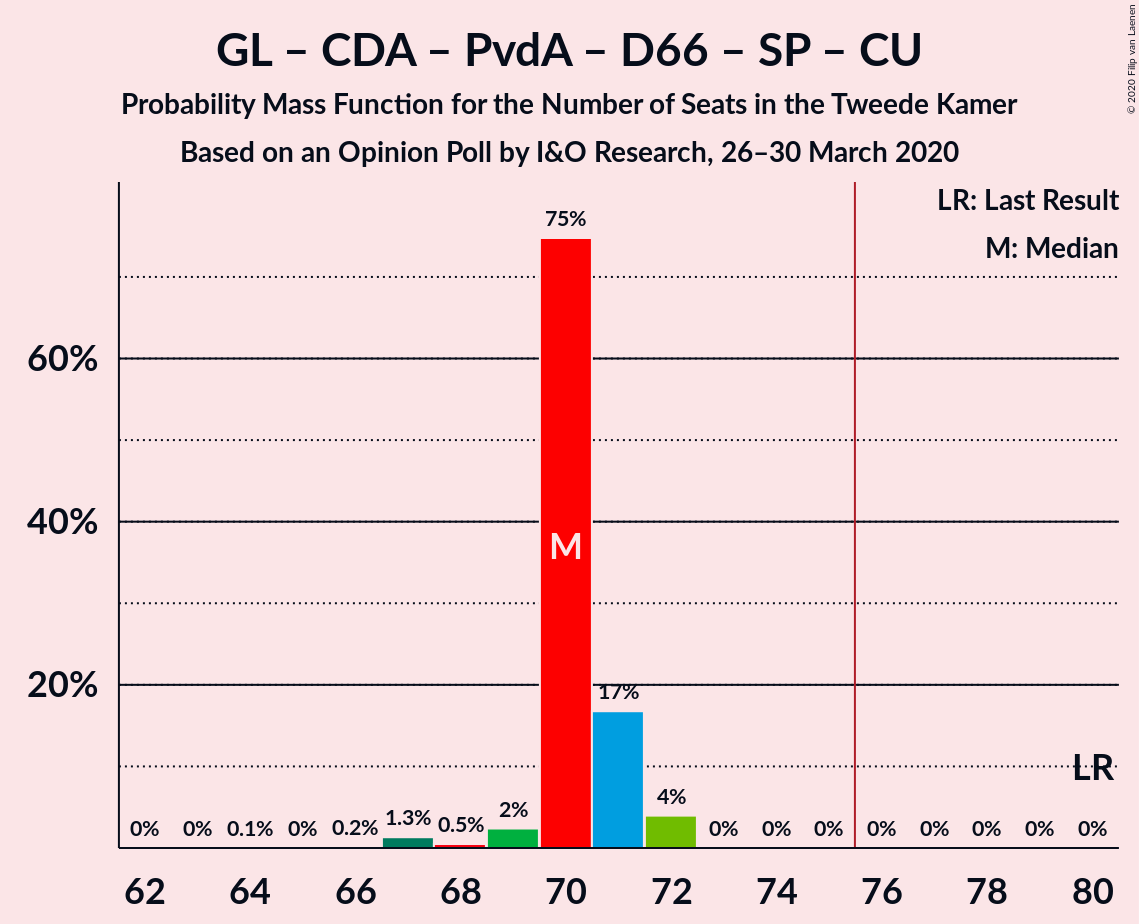 GL – CDA – PvdA – D66 – SP – CU
Probability Mass Function for the Number of Seats in the Tweede Kamer
Based on an Opinion Poll by I&O Research, 26–30 March 2020
© 2020 Filip van Laenen
LR: Last Result
M: Median
75%
60%
M
40%
20%
17%
LR
0% 0% 0.1% 0% 0.2% 1.3% 0.5% 2% 4% 0% 0% 0% 0% 0% 0% 0% 0%
62 64 66 68 70 72 74 76 78 80